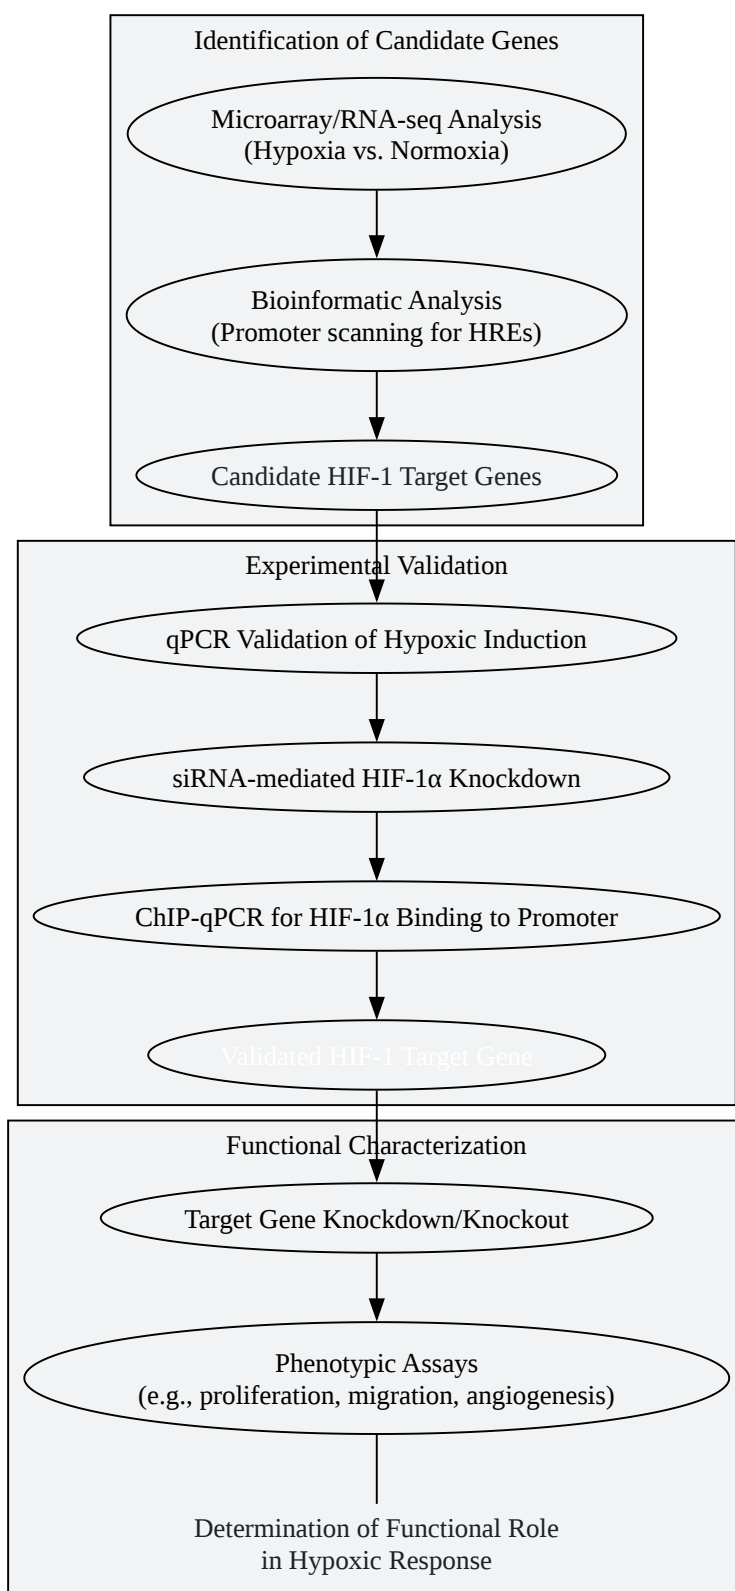 Identification of Candidate Genes
Microarray/RNA-seq Analysis
(Hypoxia vs. Normoxia)
Bioinformatic Analysis
(Promoter scanning for HREs)
Candidate HIF-1 Target Genes
Experimental Validation
qPCR Validation of Hypoxic Induction
siRNA-mediated HIF-1α Knockdown
ChIP-qPCR for HIF-1α Binding to Promoter
Validated HIF-1 Target Gene
Functional Characterization
Target Gene Knockdown/Knockout
Phenotypic Assays
(e.g., proliferation, migration, angiogenesis)
Determination of Functional Role
in Hypoxic Response